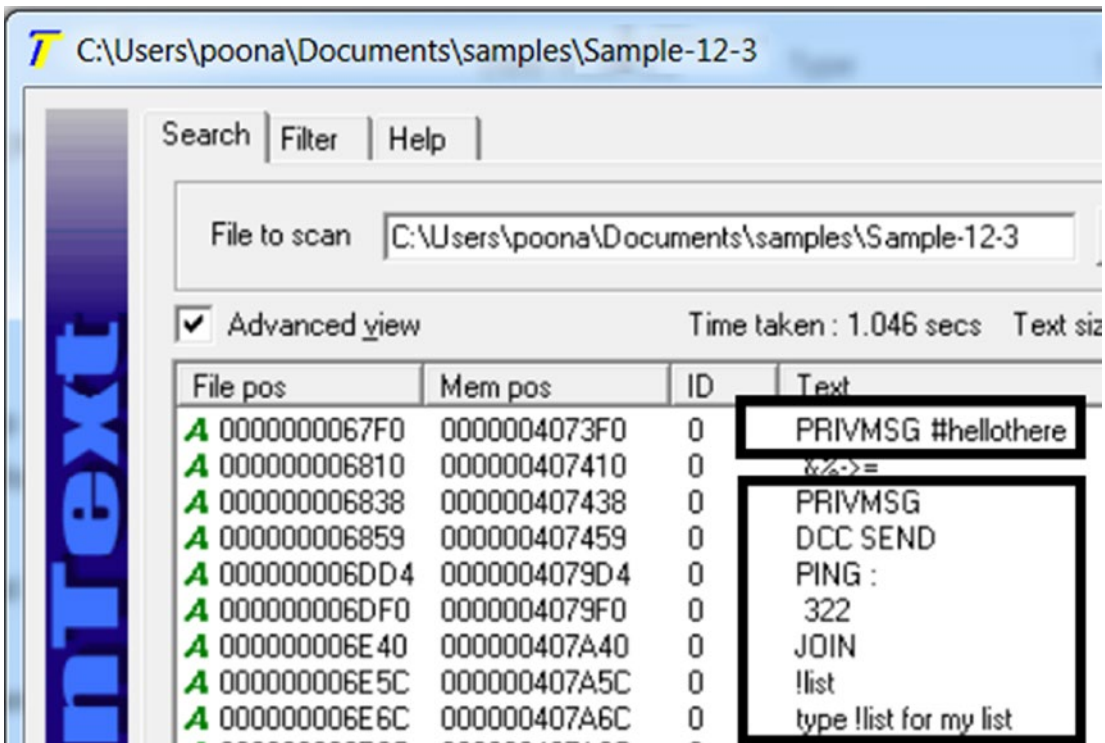 C:\Users\poona\Documents\samples\Sample-12-3
Search Filter Help
File to scan C:\Users\poona\Documents\samples\Sample-12-3
Advanced view Time taken : 1.046 secs Text siz
File pos Mem pos ID Text
A 0000000067F0 0000004073F0 0 PRIVMSG #hellothere
A 000000006810 000000407410 0 &%->=
A 000000006838 000000407438 0 PRIVMSG
A 000000006859 000000407459 0 DCC SEND
A 000000006DD4 0000004079D4 0 PING :
A 000000006DF0 0000004079F0 0 322
A 000000006E40 000000407A40 0 JOIN
A 000000006E5C 000000407A5C 0 !list
A 000000006E6C 000000407A6C 0 type !list for my list
nText